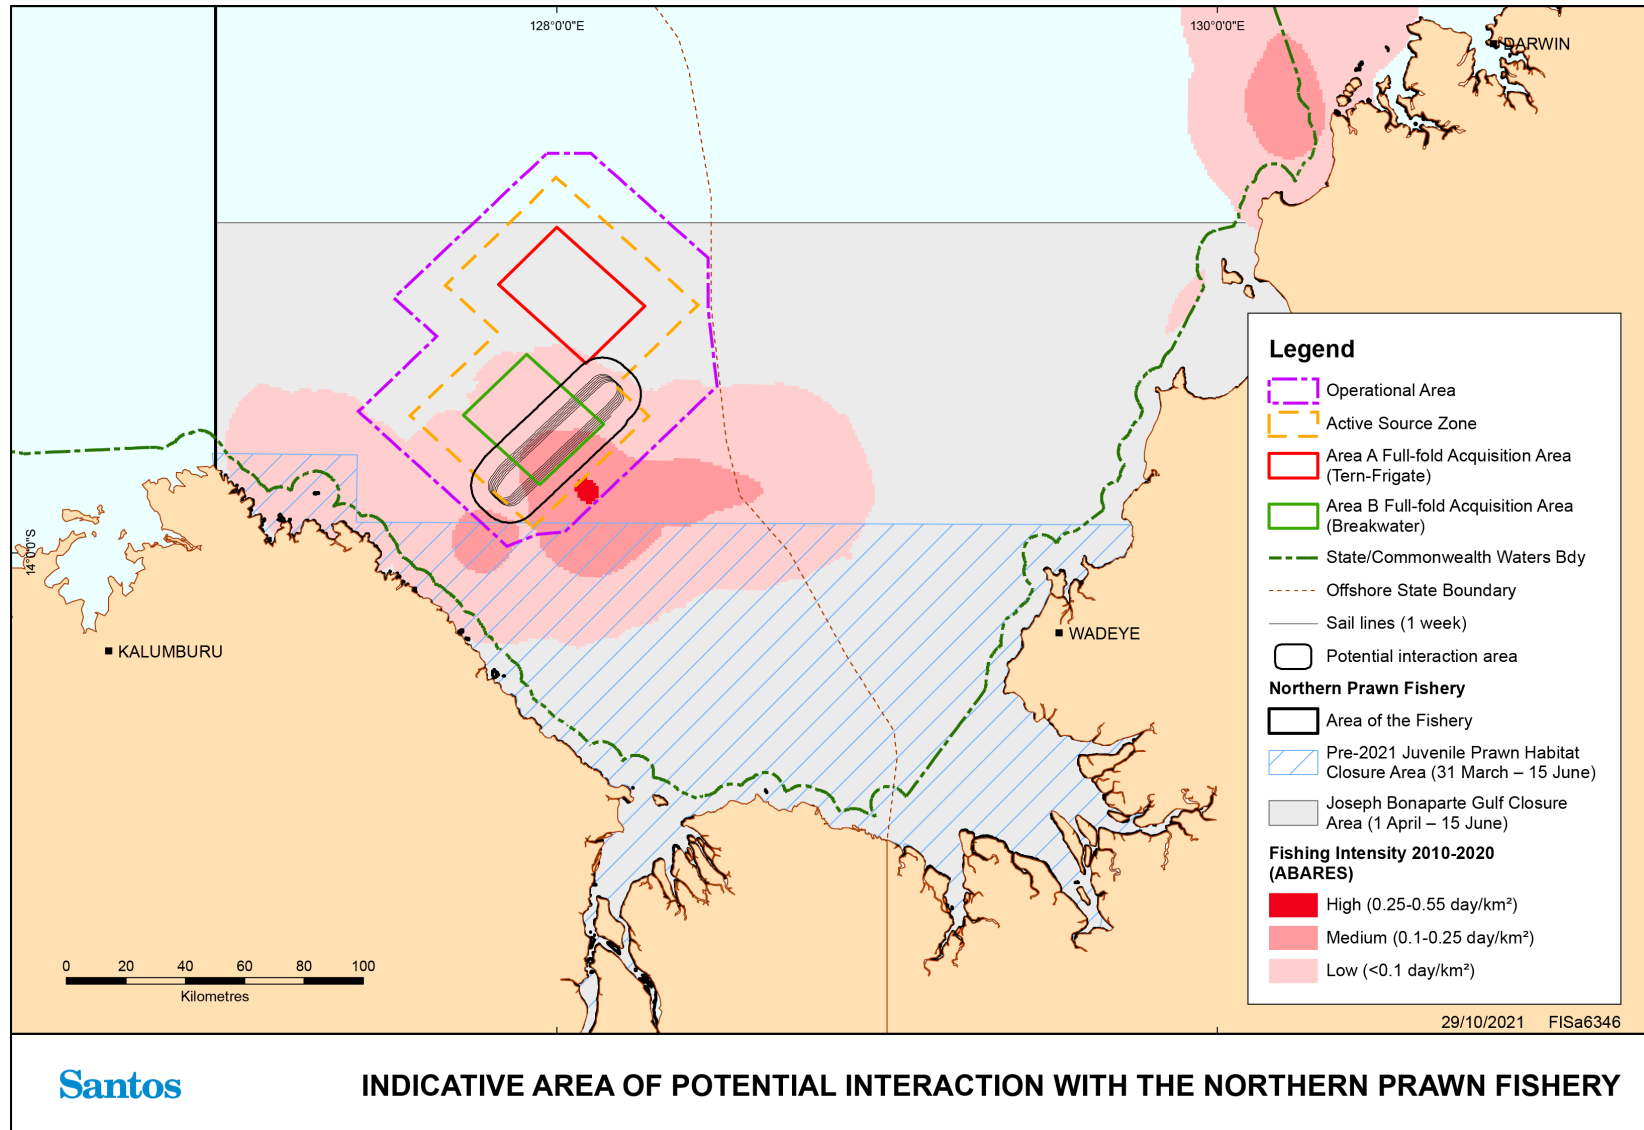 128°0'0"E
130°0'0"E
DARWIN
14°0'0"S
KALUMBURU
WADEYE
Legend
Operational Area
Active Source Zone
Area A Full-fold Acquisition Area
(Tern-Frigate)
Area B Full-fold Acquisition Area
(Breakwater)
State/Commonwealth Waters Bdy
Offshore State Boundary
Sail lines (1 week)
Potential interaction area
Northern Prawn Fishery
Area of the Fishery
Pre-2021 Juvenile Prawn Habitat
Closure Area (31 March – 15 June)
Joseph Bonaparte Gulf Closure
Area (1 April – 15 June)
Fishing Intensity 2010-2020
(ABARES)
High (0.25-0.55 day/km²)
Medium (0.1-0.25 day/km²)
Low (<0.1 day/km²)
0 20 40 60 80 100
Kilometres
29/10/2021 FISa6346
Santos
INDICATIVE AREA OF POTENTIAL INTERACTION WITH THE NORTHERN PRAWN FISHERY